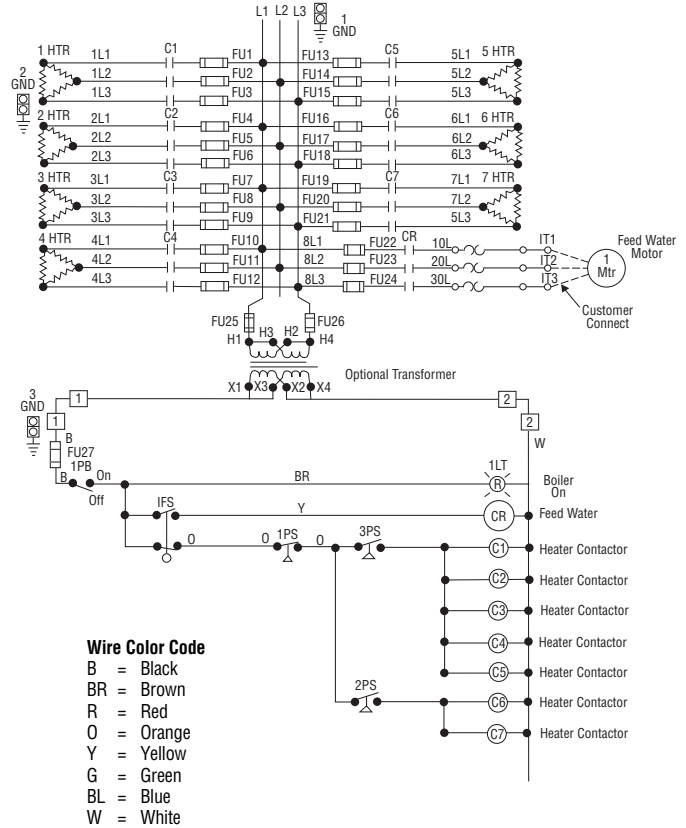 L1 L2 L3 1 GND
1 HTR 1L1 C1 FU1 FU13 C5 5L1 5 HTR
2 GND 1L2 FU2 FU14 5L2
1L3 FU3 FU15 5L3
2 HTR 2L1 C2 FU4 FU16 C6 6L1 6 HTR
2L2 FU5 FU17 6L2
2L3 FU6 FU18 6L3
3 HTR 3L1 C3 FU7 FU19 C7 7L1 7 HTR
3L2 FU8 FU20 7L2
3L3 FU9 FU21 5L3
4 HTR 4L1 C4 FU10 8L1 FU22 CR 10L IT1
4L2 FU11 8L2 FU23 20L IT2
4L3 FU12 8L3 FU24 30L IT3
1 Mtr
Feed Water Motor
Customer Connect
FU25 FU26
H1 H3 H2 H4
Optional Transformer
X1 X3 X2 X4
3 GND 1 2
1 2
B W
FU27
1PB
B On Off
BR 1LT R Boiler On
IFS Y CR Feed Water
O O 1PS O 3PS C1 Heater Contactor
C2 Heater Contactor
C3 Heater Contactor
C4 Heater Contactor
C5 Heater Contactor
2PS C6 Heater Contactor
C7 Heater Contactor
Wire Color Code
B = Black
BR = Brown
R = Red
O = Orange
Y = Yellow
G = Green
BL = Blue
W = White